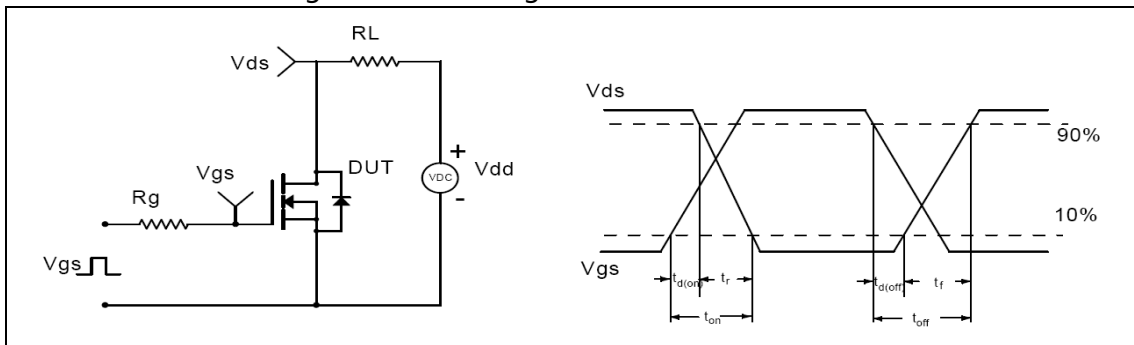 RL
Vds
Vgs
DUT
VDC
+
Vdd
-
Rg
Vgs
Vds
90%
10%
Vgs
td(on)
tr
td(off)
tf
ton
toff